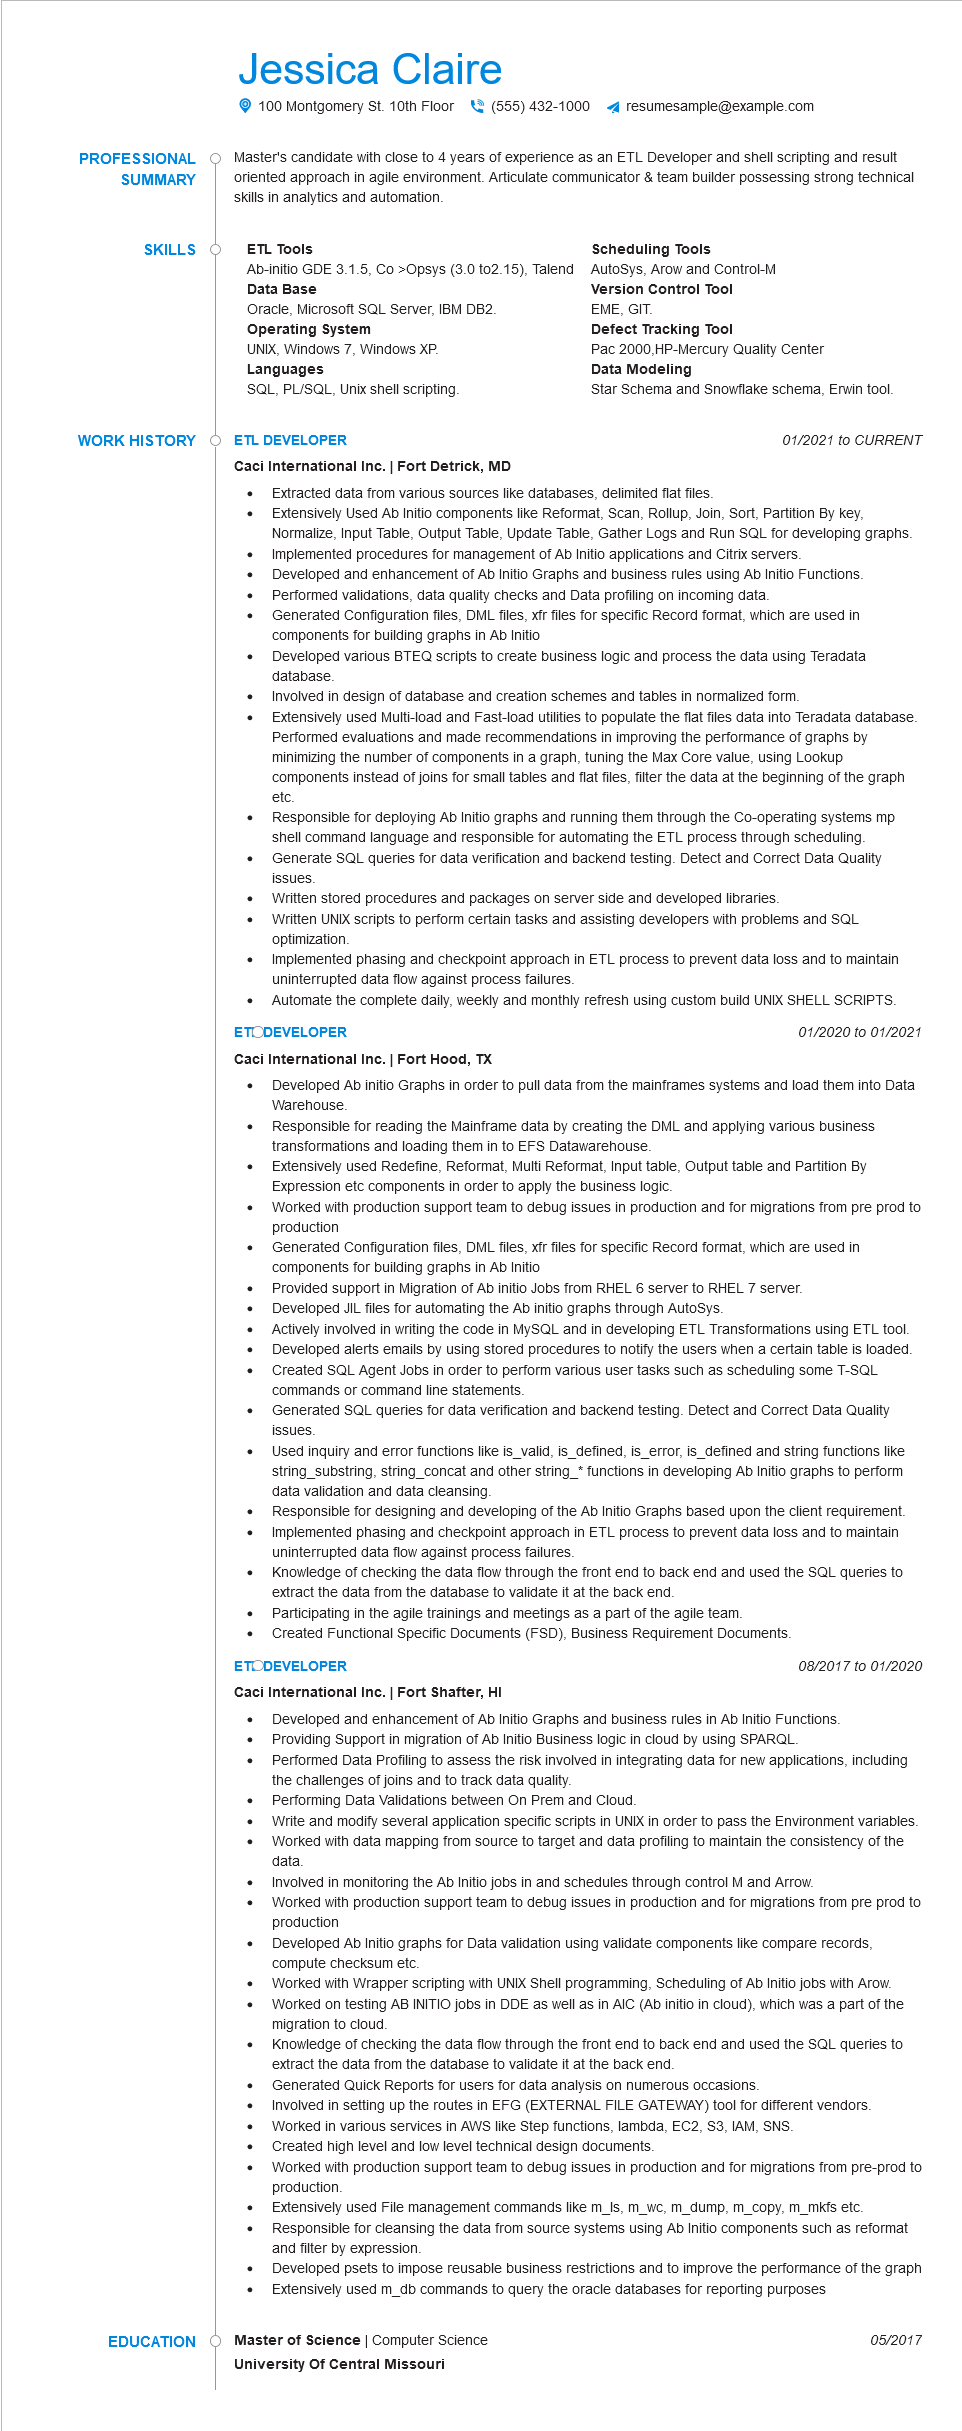 Jessica Claire
100 Montgomery St. 10th Floor (555) 432-1000 resumesample@example.com
PROFESSIONAL SUMMARY
Master's candidate with close to 4 years of experience as an ETL Developer and shell scripting and result
oriented approach in agile environment. Articulate communicator & team builder possessing strong technical
skills in analytics and automation.
SKILLS
ETL Tools
Ab-initio GDE 3.1.5, Co >Opsys (3.0 to2.15), Talend
Data Base
Oracle, Microsoft SQL Server, IBM DB2.
Operating System
UNIX, Windows 7, Windows XP.
Languages
SQL, PL/SQL, Unix shell scripting.
Scheduling Tools
AutoSys, Arow and Control-M
Version Control Tool
EME, GIT.
Defect Tracking Tool
Pac 2000,HP-Mercury Quality Center
Data Modeling
Star Schema and Snowflake schema, Erwin tool.
WORK HISTORY
ETL DEVELOPER 01/2021 to CURRENT
Caci International Inc. | Fort Detrick, MD
• Extracted data from various sources like databases, delimited flat files.
• Extensively Used Ab Initio components like Reformat, Scan, Rollup, Join, Sort, Partition By key,
Normalize, Input Table, Output Table, Update Table, Gather Logs and Run SQL for developing graphs.
• Implemented procedures for management of Ab Initio applications and Citrix servers.
• Developed and enhancement of Ab Initio Graphs and business rules using Ab Initio Functions.
• Performed validations, data quality checks and Data profiling on incoming data.
• Generated Configuration files, DML files, xfr files for specific Record format, which are used in
components for building graphs in Ab Initio
• Developed various BTEQ scripts to create business logic and process the data using Teradata
database.
• Involved in design of database and creation schemes and tables in normalized form.
• Extensively used Multi-load and Fast-load utilities to populate the flat files data into Teradata database.
Performed evaluations and made recommendations in improving the performance of graphs by
minimizing the number of components in a graph, tuning the Max Core value, using Lookup
components instead of joins for small tables and flat files, filter the data at the beginning of the graph
etc.
• Responsible for deploying Ab Initio graphs and running them through the Co-operating systems mp
shell command language and responsible for automating the ETL process through scheduling.
• Generate SQL queries for data verification and backend testing. Detect and Correct Data Quality
issues.
• Written stored procedures and packages on server side and developed libraries.
• Written UNIX scripts to perform certain tasks and assisting developers with problems and SQL
optimization.
• Implemented phasing and checkpoint approach in ETL process to prevent data loss and to maintain
uninterrupted data flow against process failures.
• Automate the complete daily, weekly and monthly refresh using custom build UNIX SHELL SCRIPTS.
ETL DEVELOPER 01/2020 to 01/2021
Caci International Inc. | Fort Hood, TX
• Developed Ab initio Graphs in order to pull data from the mainframes systems and load them into Data
Warehouse.
• Responsible for reading the Mainframe data by creating the DML and applying various business
transformations and loading them in to EFS Datawarehouse.
• Extensively used Redefine, Reformat, Multi Reformat, Input table, Output table and Partition By
Expression etc components in order to apply the business logic.
• Worked with production support team to debug issues in production and for migrations from pre prod to
production
• Generated Configuration files, DML files, xfr files for specific Record format, which are used in
components for building graphs in Ab Initio
• Provided support in Migration of Ab initio Jobs from RHEL 6 server to RHEL 7 server.
• Developed JIL files for automating the Ab initio graphs through AutoSys.
• Actively involved in writing the code in MySQL and in developing ETL Transformations using ETL tool.
• Developed alerts emails by using stored procedures to notify the users when a certain table is loaded.
• Created SQL Agent Jobs in order to perform various user tasks such as scheduling some T-SQL
commands or command line statements.
• Generated SQL queries for data verification and backend testing. Detect and Correct Data Quality
issues.
• Used inquiry and error functions like is_valid, is_defined, is_error, is_defined and string functions like
string_substring, string_concat and other string_* functions in developing Ab Initio graphs to perform
data validation and data cleansing.
• Responsible for designing and developing of the Ab Initio Graphs based upon the client requirement.
• Implemented phasing and checkpoint approach in ETL process to prevent data loss and to maintain
uninterrupted data flow against process failures.
• Knowledge of checking the data flow through the front end to back end and used the SQL queries to
extract the data from the database to validate it at the back end.
• Participating in the agile trainings and meetings as a part of the agile team.
• Created Functional Specific Documents (FSD), Business Requirement Documents.
ETL DEVELOPER 08/2017 to 01/2020
Caci International Inc. | Fort Shafter, HI
• Developed and enhancement of Ab Initio Graphs and business rules in Ab Initio Functions.
• Providing Support in migration of Ab Initio Business logic in cloud by using SPARQL.
• Performed Data Profiling to assess the risk involved in integrating data for new applications, including
the challenges of joins and to track data quality.
• Performing Data Validations between On Prem and Cloud.
• Write and modify several application specific scripts in UNIX in order to pass the Environment variables.
• Worked with data mapping from source to target and data profiling to maintain the consistency of the
data.
• Involved in monitoring the Ab Initio jobs in and schedules through control M and Arrow.
• Worked with production support team to debug issues in production and for migrations from pre prod to
production
• Developed Ab Initio graphs for Data validation using validate components like compare records,
compute checksum etc.
• Worked with Wrapper scripting with UNIX Shell programming, Scheduling of Ab Initio jobs with Arow.
• Worked on testing AB INITIO jobs in DDE as well as in AIC (Ab initio in cloud), which was a part of the
migration to cloud.
• Knowledge of checking the data flow through the front end to back end and used the SQL queries to
extract the data from the database to validate it at the back end.
• Generated Quick Reports for users for data analysis on numerous occasions.
• Involved in setting up the routes in EFG (EXTERNAL FILE GATEWAY) tool for different vendors.
• Worked in various services in AWS like Step functions, lambda, EC2, S3, IAM, SNS.
• Created high level and low level technical design documents.
• Worked with production support team to debug issues in production and for migrations from pre-prod to
production.
• Extensively used File management commands like m_ls, m_wc, m_dump, m_copy, m_mkfs etc.
• Responsible for cleansing the data from source systems using Ab Initio components such as reformat
and filter by expression.
• Developed psets to impose reusable business restrictions and to improve the performance of the graph
• Extensively used m_db commands to query the oracle databases for reporting purposes
EDUCATION
Master of Science | Computer Science 05/2017
University Of Central Missouri